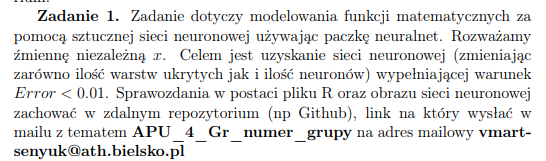 Zadanie 1. Zadanie dotyczy modelowania funkcji matematycznych za
pomocą sztucznej sieci neuronowej używając paczkę neuralnet. Rozważamy
źmiennę niezależną x. Celem jest uzyskanie sieci neuronowej (zmieniając
zarówno ilość warstw ukrytych jak i ilość neuronów) wypełniającej warunek
Error < 0.01. Sprawozdania w postaci pliku R oraz obrazu sieci neuronowej
zachować w zdalnym repozytorium (np Github), link na który wysłać w
mailu z tematem APU_4_Gr_numer_grupy na adres mailowy vmart-
senyuk@ath.bielsko.pl